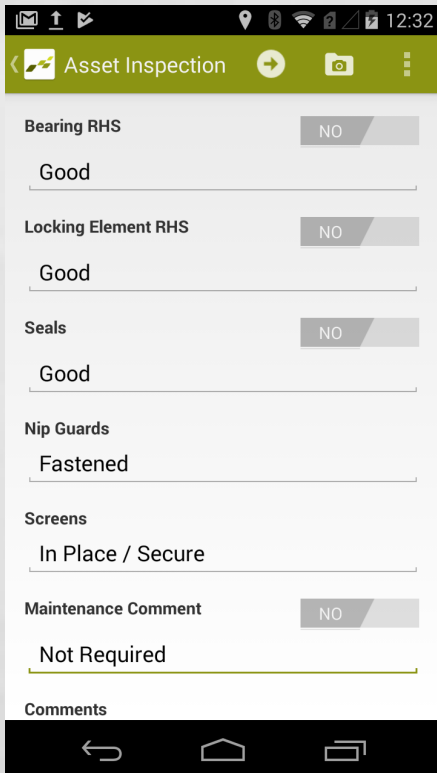 12:32
Asset Inspection
Bearing RHS NO
Good
Locking Element RHS NO
Good
Seals NO
Good
Nip Guards
Fastened
Screens
In Place / Secure
Maintenance Comment NO
Not Required
Comments